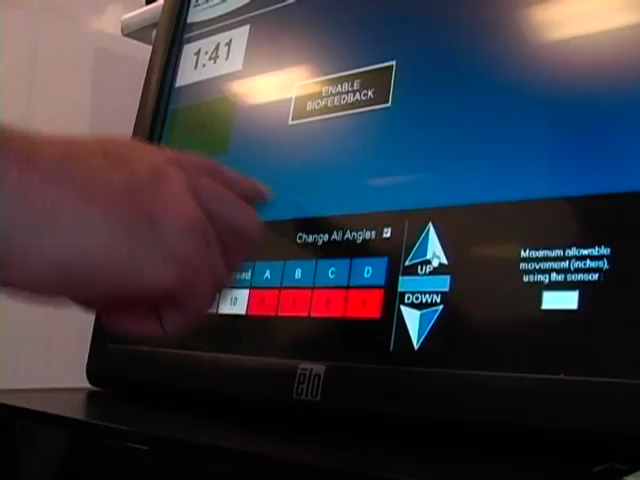 1:41
ENABLE
BIOFEEDBACK
Change All Angles
A B C D
10
UP
DOWN
Maximum allowable
movement (inches),
using the sensor:
elo